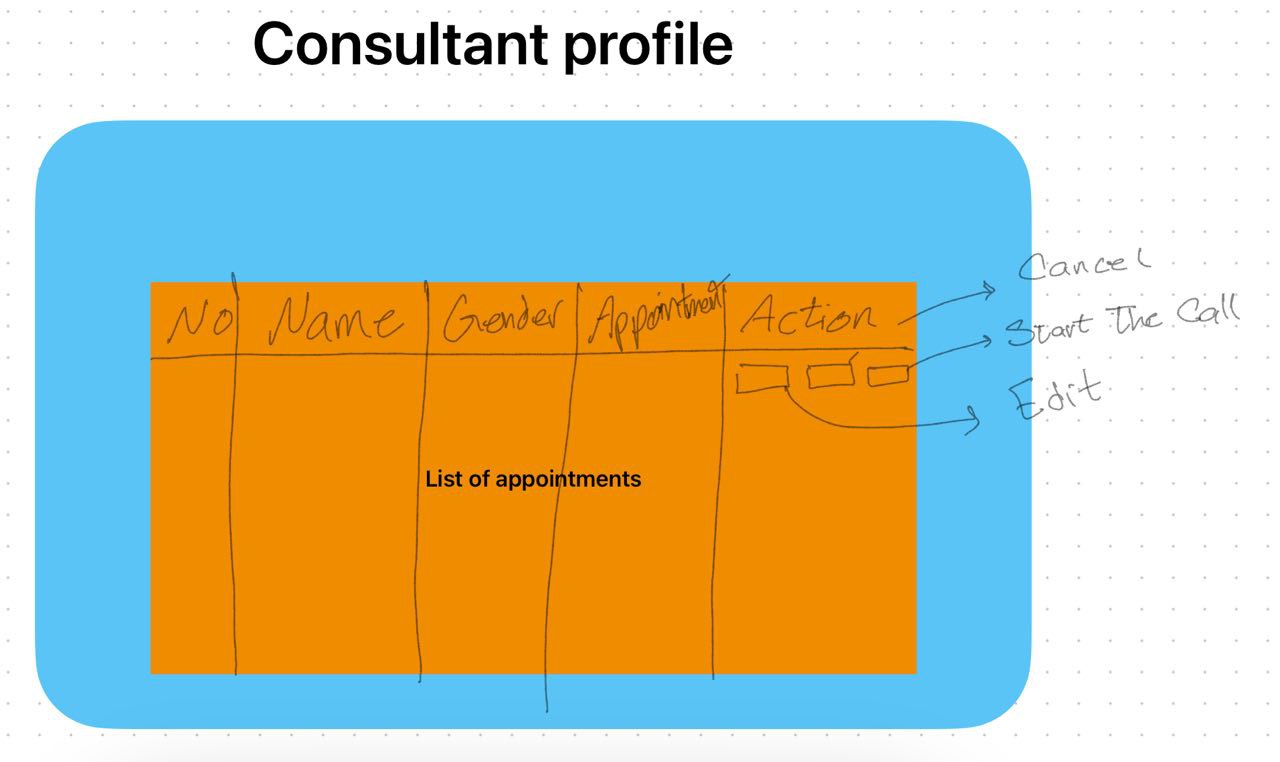 Consultant profile
No Name Gender Appointment Action
Cancel
Start The Call
Edit
List of appointments